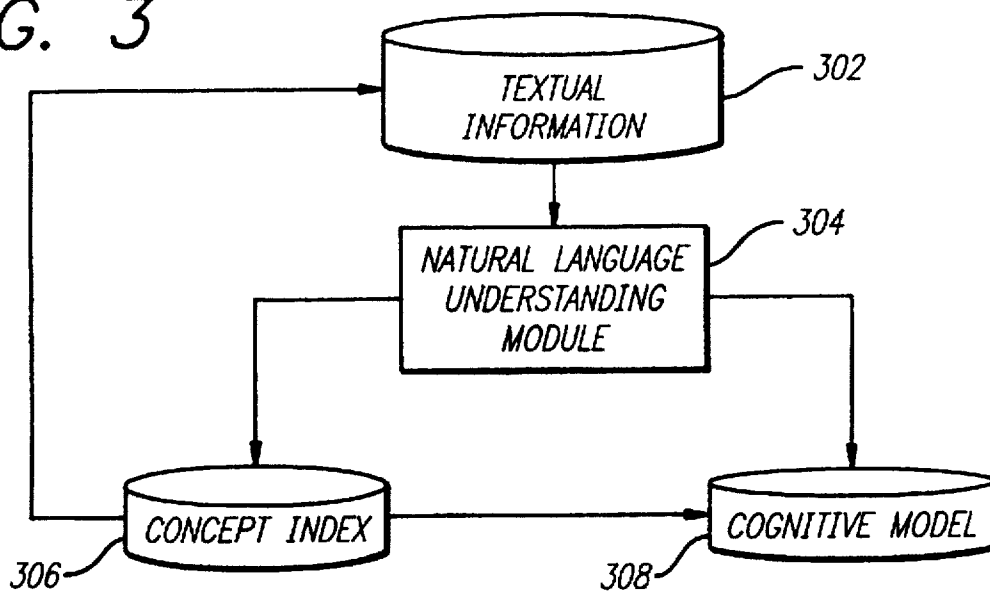 G. 3
TEXTUAL
INFORMATION
302
304
NATURAL LANGUAGE
UNDERSTANDING
MODULE
CONCEPT INDEX
COGNITIVE MODEL
306
308